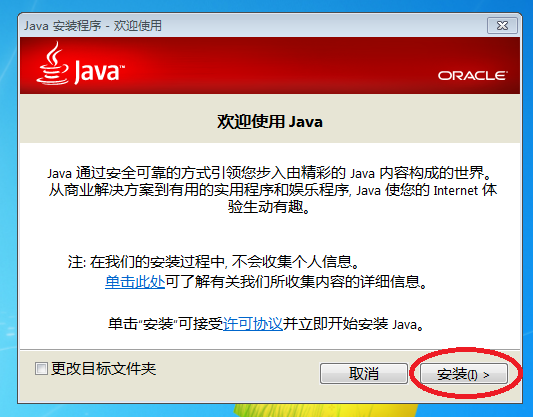 Java 安装程序 - 欢迎使用
Java™
ORACLE®
欢迎使用 Java
Java 通过安全可靠的方式引领您步入由精彩的 Java 内容构成的世界。
从商业解决方案到有用的实用程序和娱乐程序, Java 使您的 Internet 体
验生动有趣。
注: 在我们的安装过程中, 不会收集个人信息。
单击此处可了解有关我们所收集内容的详细信息。
单击“安装”可接受许可协议并立即开始安装 Java。
更改目标文件夹
取消
安装(I) >